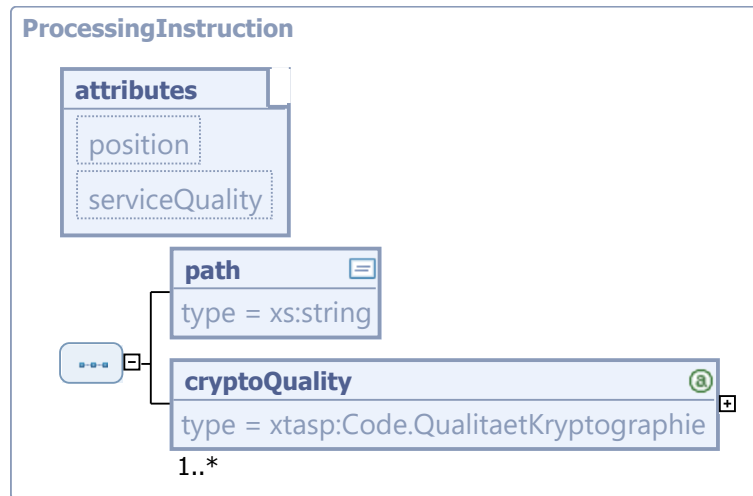 ProcessingInstruction
attributes
position
serviceQuality
path
type = xs:string
cryptoQuality
a
type = xtasp:Code.QualitaetKryptographie
1..*